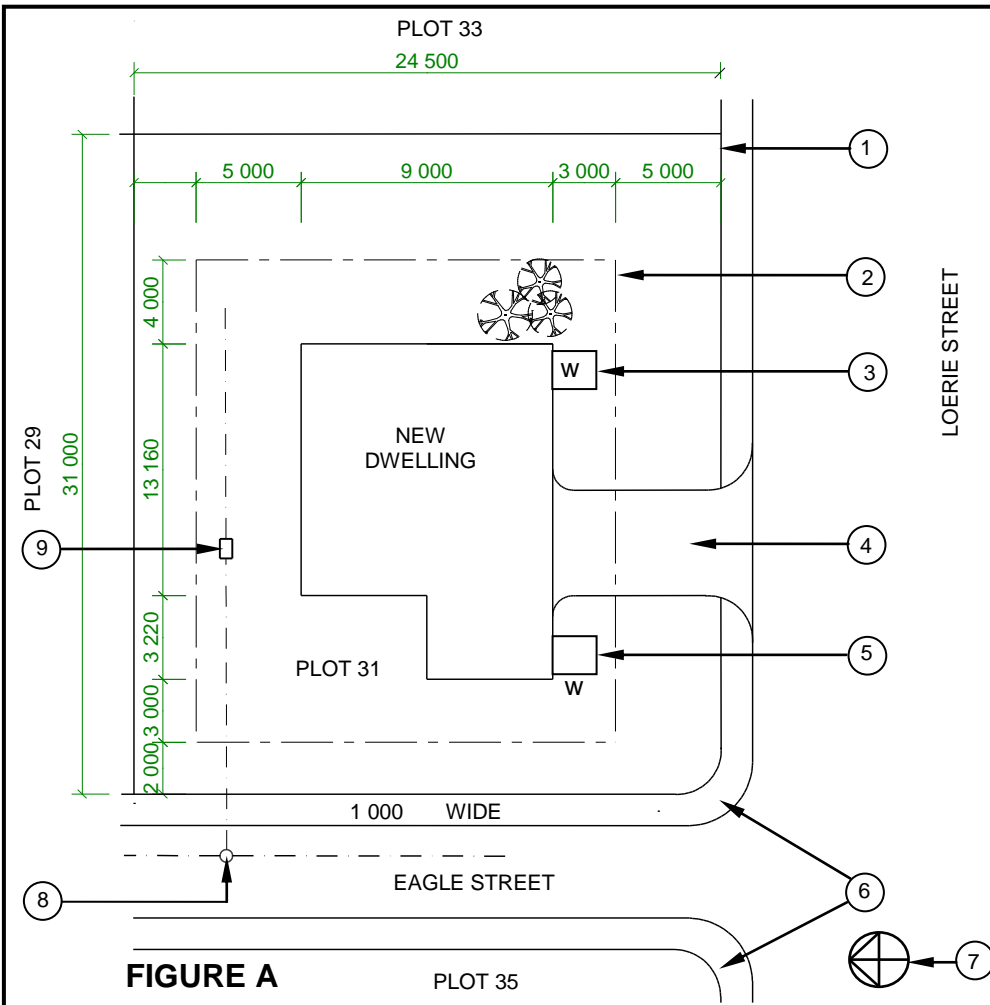 PLOT 33
24 500
1
5 000
9 000
3 000
5 000
2
4 000
LOERIE STREET
W
3
NEW
DWELLING
PLOT 29
31 000
13 160
9
4
3 220
PLOT 31
5
W
3 000
2 000
1 000 WIDE
8
EAGLE STREET
6
7
FIGURE A
PLOT 35